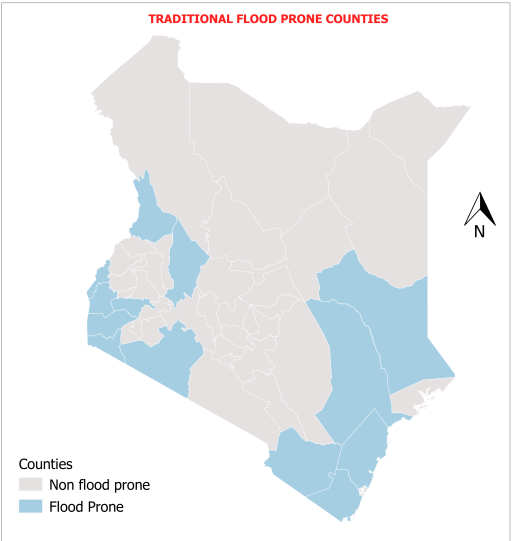 TRADITIONAL FLOOD PRONE COUNTIES
N
Counties
Non flood prone
Flood Prone